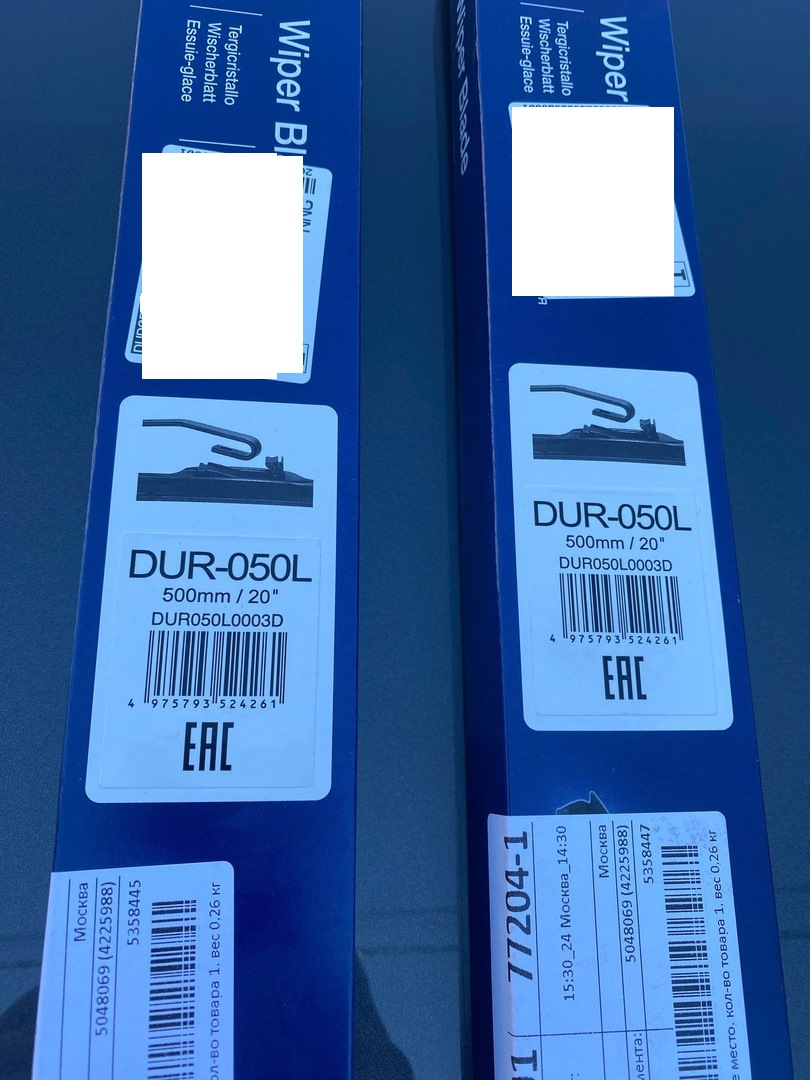 Wiper
Tergicristallo
Wischerblatt
Essuie-glace
DUR-050L
500mm / 20"
DUR050L0003D
4 975793 524261
EAC
Москва
5048069 (4225988)
5358445
кол-во товара 1. вес 0,26 кг
Wiper Blade
Wiper
Tergicristallo
Wischerblatt
Essuie-glace
T
DUR-050L
500mm / 20"
DUR050L0003D
4 975793 524261
EAC
77204-1
15:30_24 Москва_14:30
Москва
5048069 (4225988)
5358447
место. кол-во товара 1. вес 0.26 кг